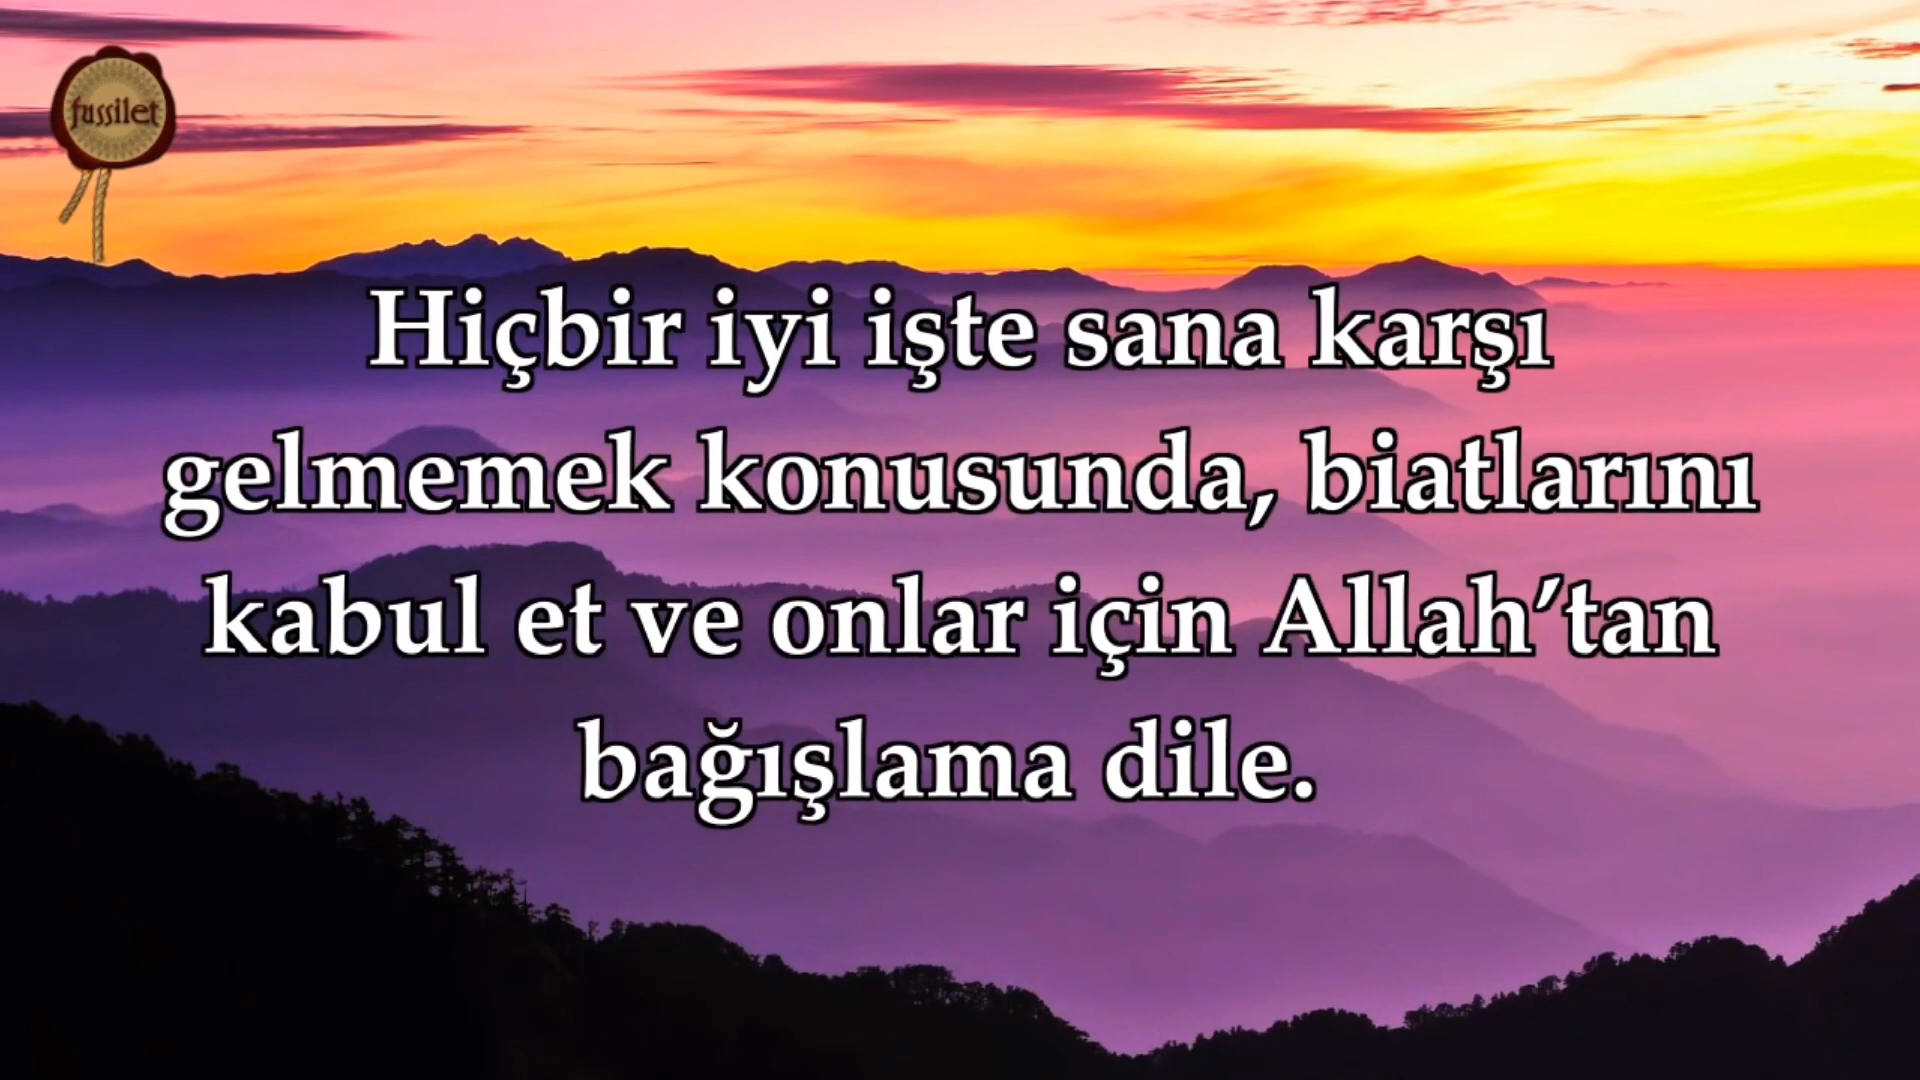 fussilet
Hiçbir iyi işte sana karşı
gelmemek konusunda, biatlarını
kabul et ve onlar için Allah’tan
bağışlama dile.